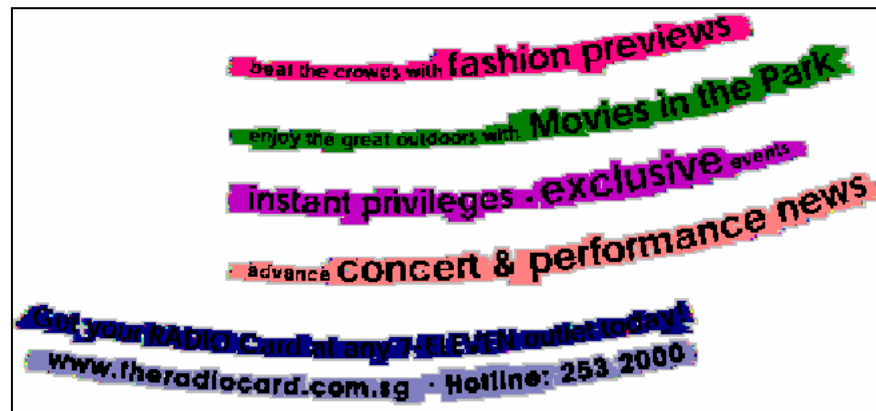 beat the crowds with fashion previews
enjoy the great outdoors with Movies in the Park
instant privileges . exclusive events
advance concert & performance news
Get your RADIO Card at any 7-ELEVEN outlet today!
www.theradiocard.com.sg · Hotline: 253 2000